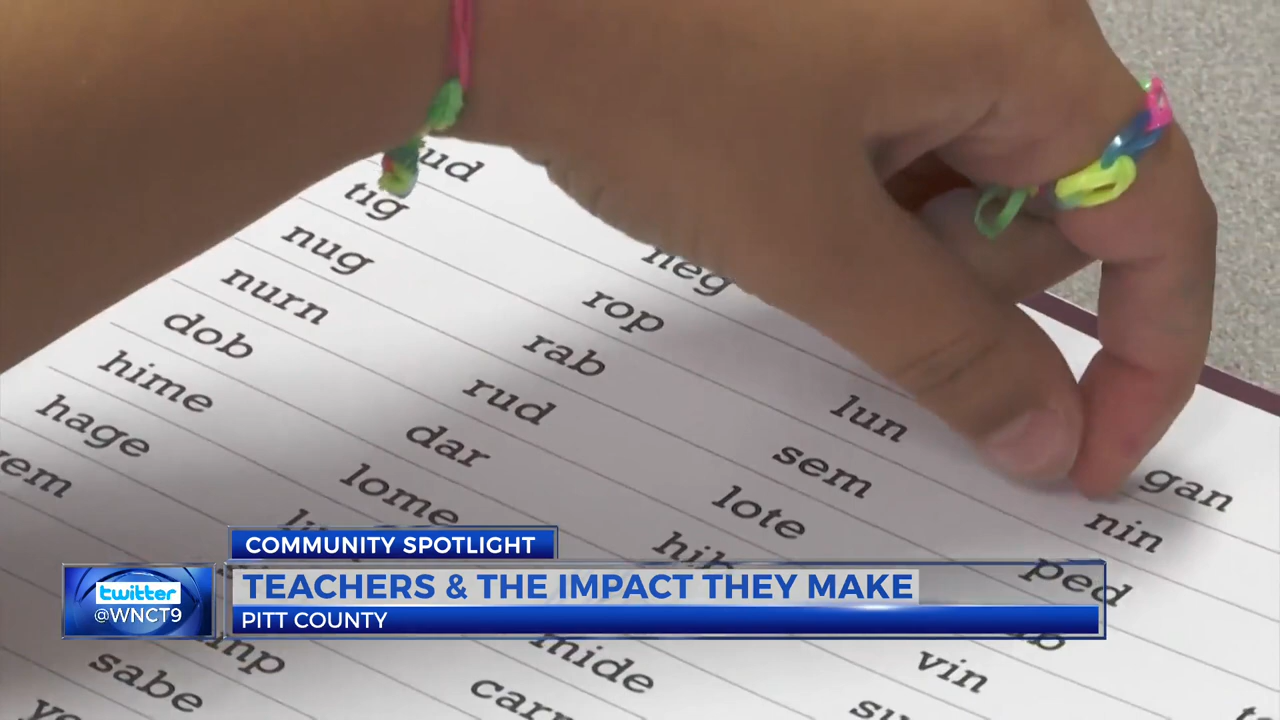 neg gan
tig rop lun nin
nug rab sem ped
nurn rud lote
dob dar vin
hime lome
hage
mide
sabe
COMMUNITY SPOTLIGHT
TEACHERS & THE IMPACT THEY MAKE
PITT COUNTY
twitter
@WNCT9